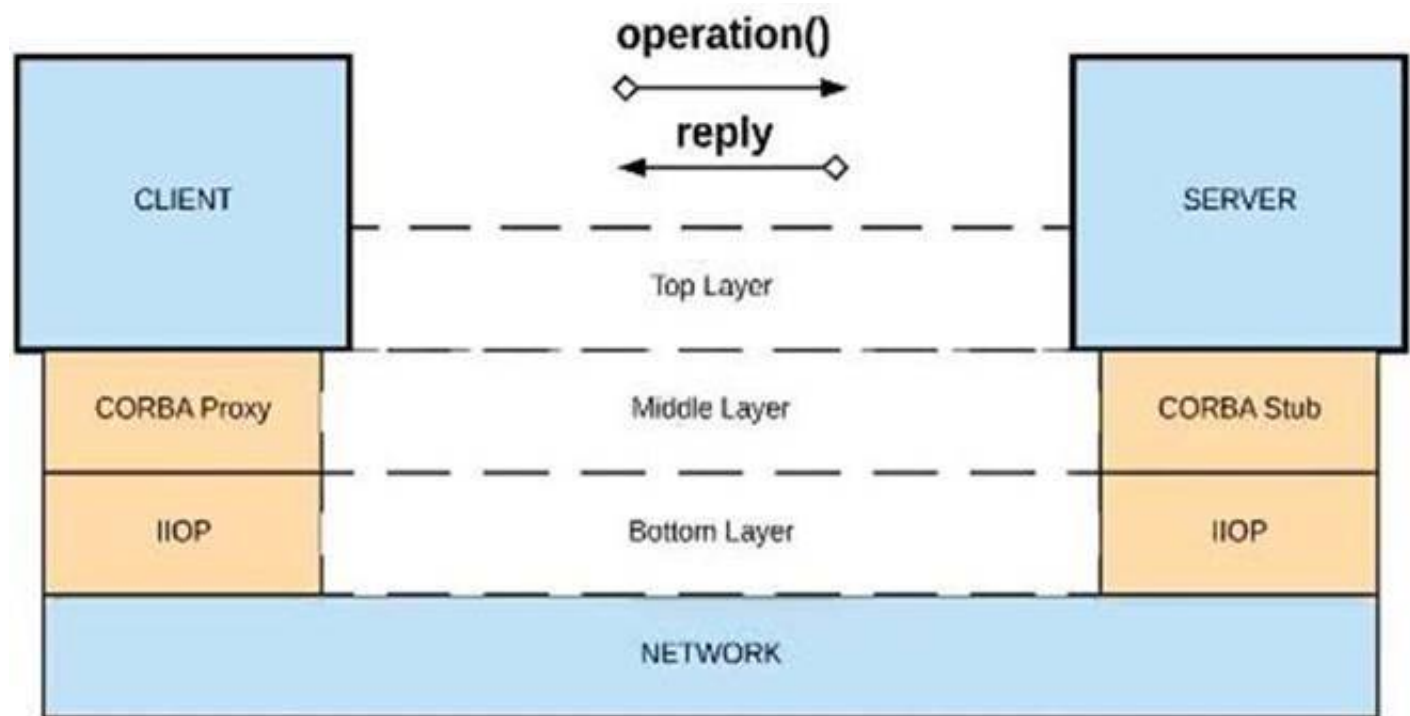 operation()
reply
CLIENT
SERVER
Top Layer
CORBA Proxy
Middle Layer
CORBA Stub
IIOP
Bottom Layer
IIOP
NETWORK